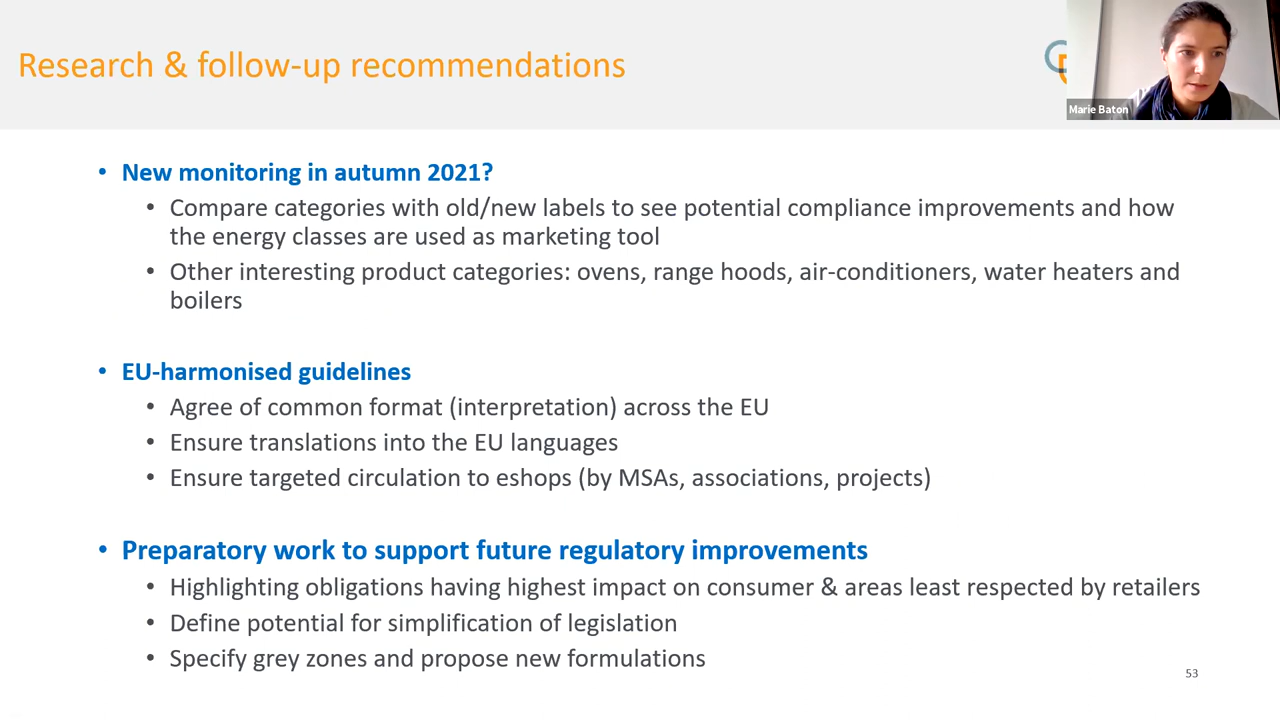 Research & follow-up recommendations
Marie Baton
• New monitoring in autumn 2021?
• Compare categories with old/new labels to see potential compliance improvements and how
the energy classes are used as marketing tool
• Other interesting product categories: ovens, range hoods, air-conditioners, water heaters and
boilers
• EU-harmonised guidelines
• Agree of common format (interpretation) across the EU
• Ensure translations into the EU languages
• Ensure targeted circulation to eshops (by MSAs, associations, projects)
• Preparatory work to support future regulatory improvements
• Highlighting obligations having highest impact on consumer & areas least respected by retailers
• Define potential for simplification of legislation
• Specify grey zones and propose new formulations
53